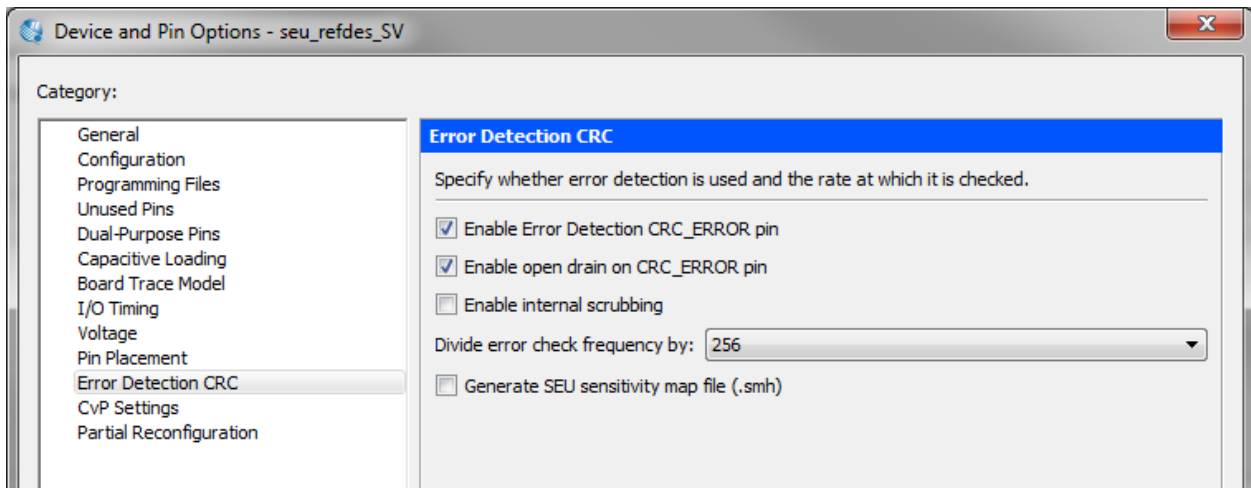 Device and Pin Options - seu_refdes_SV
Category:
General
Configuration
Programming Files
Unused Pins
Dual-Purpose Pins
Capacitive Loading
Board Trace Model
I/O Timing
Voltage
Pin Placement
Error Detection CRC
CvP Settings
Partial Reconfiguration
Error Detection CRC
Specify whether error detection is used and the rate at which it is checked.
Enable Error Detection CRC_ERROR pin
Enable open drain on CRC_ERROR pin
Enable internal scrubbing
Divide error check frequency by: 256
Generate SEU sensitivity map file (.smh)